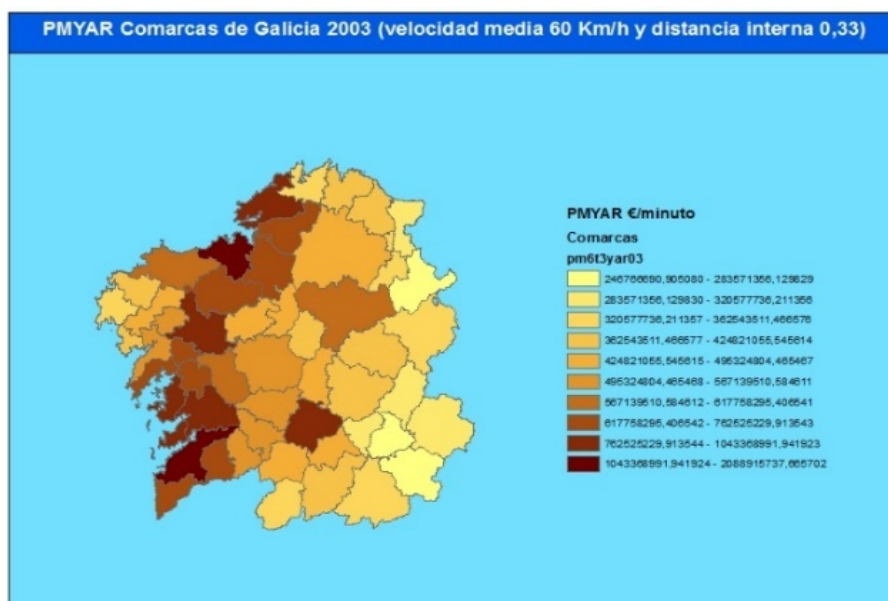 PMYAR Comarcas de Galicia 2003 (velocidad media 60 Km/h y distancia interna 0,33)
PMYAR €/minuto
Comarcas
pm6t3yar03
246766690,905080 - 283571356,129829
283571356,129830 - 320577736,211356
320577736,211357 - 362543511,466576
362543511,466577 - 424821055,545614
424821055,545615 - 495324804,465467
495324804,465468 - 567139510,584611
567139510,584612 - 617758295,406541
617758295,406542 - 762525229,913543
762525229,913544 - 1043368991,941923
1043368991,941924 - 2088915737,665702